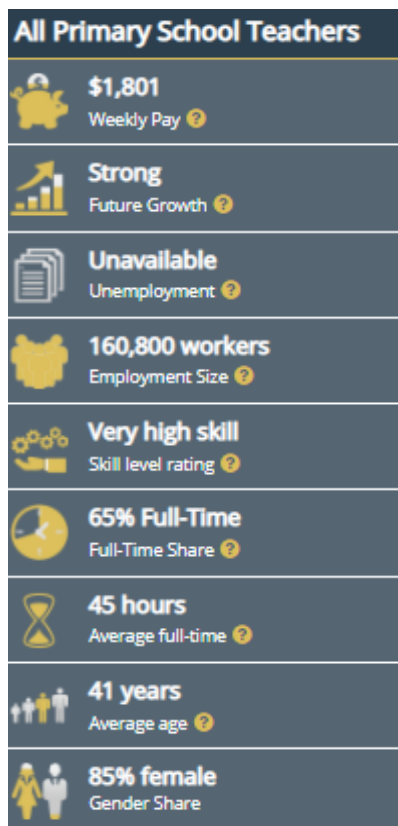 All Primary School Teachers
$1,801
Weekly Pay ?
Strong
Future Growth ?
Unavailable
Unemployment ?
160,800 workers
Employment Size ?
Very high skill
Skill level rating ?
65% Full-Time
Full-Time Share ?
45 hours
Average full-time ?
41 years
Average age ?
85% female
Gender Share